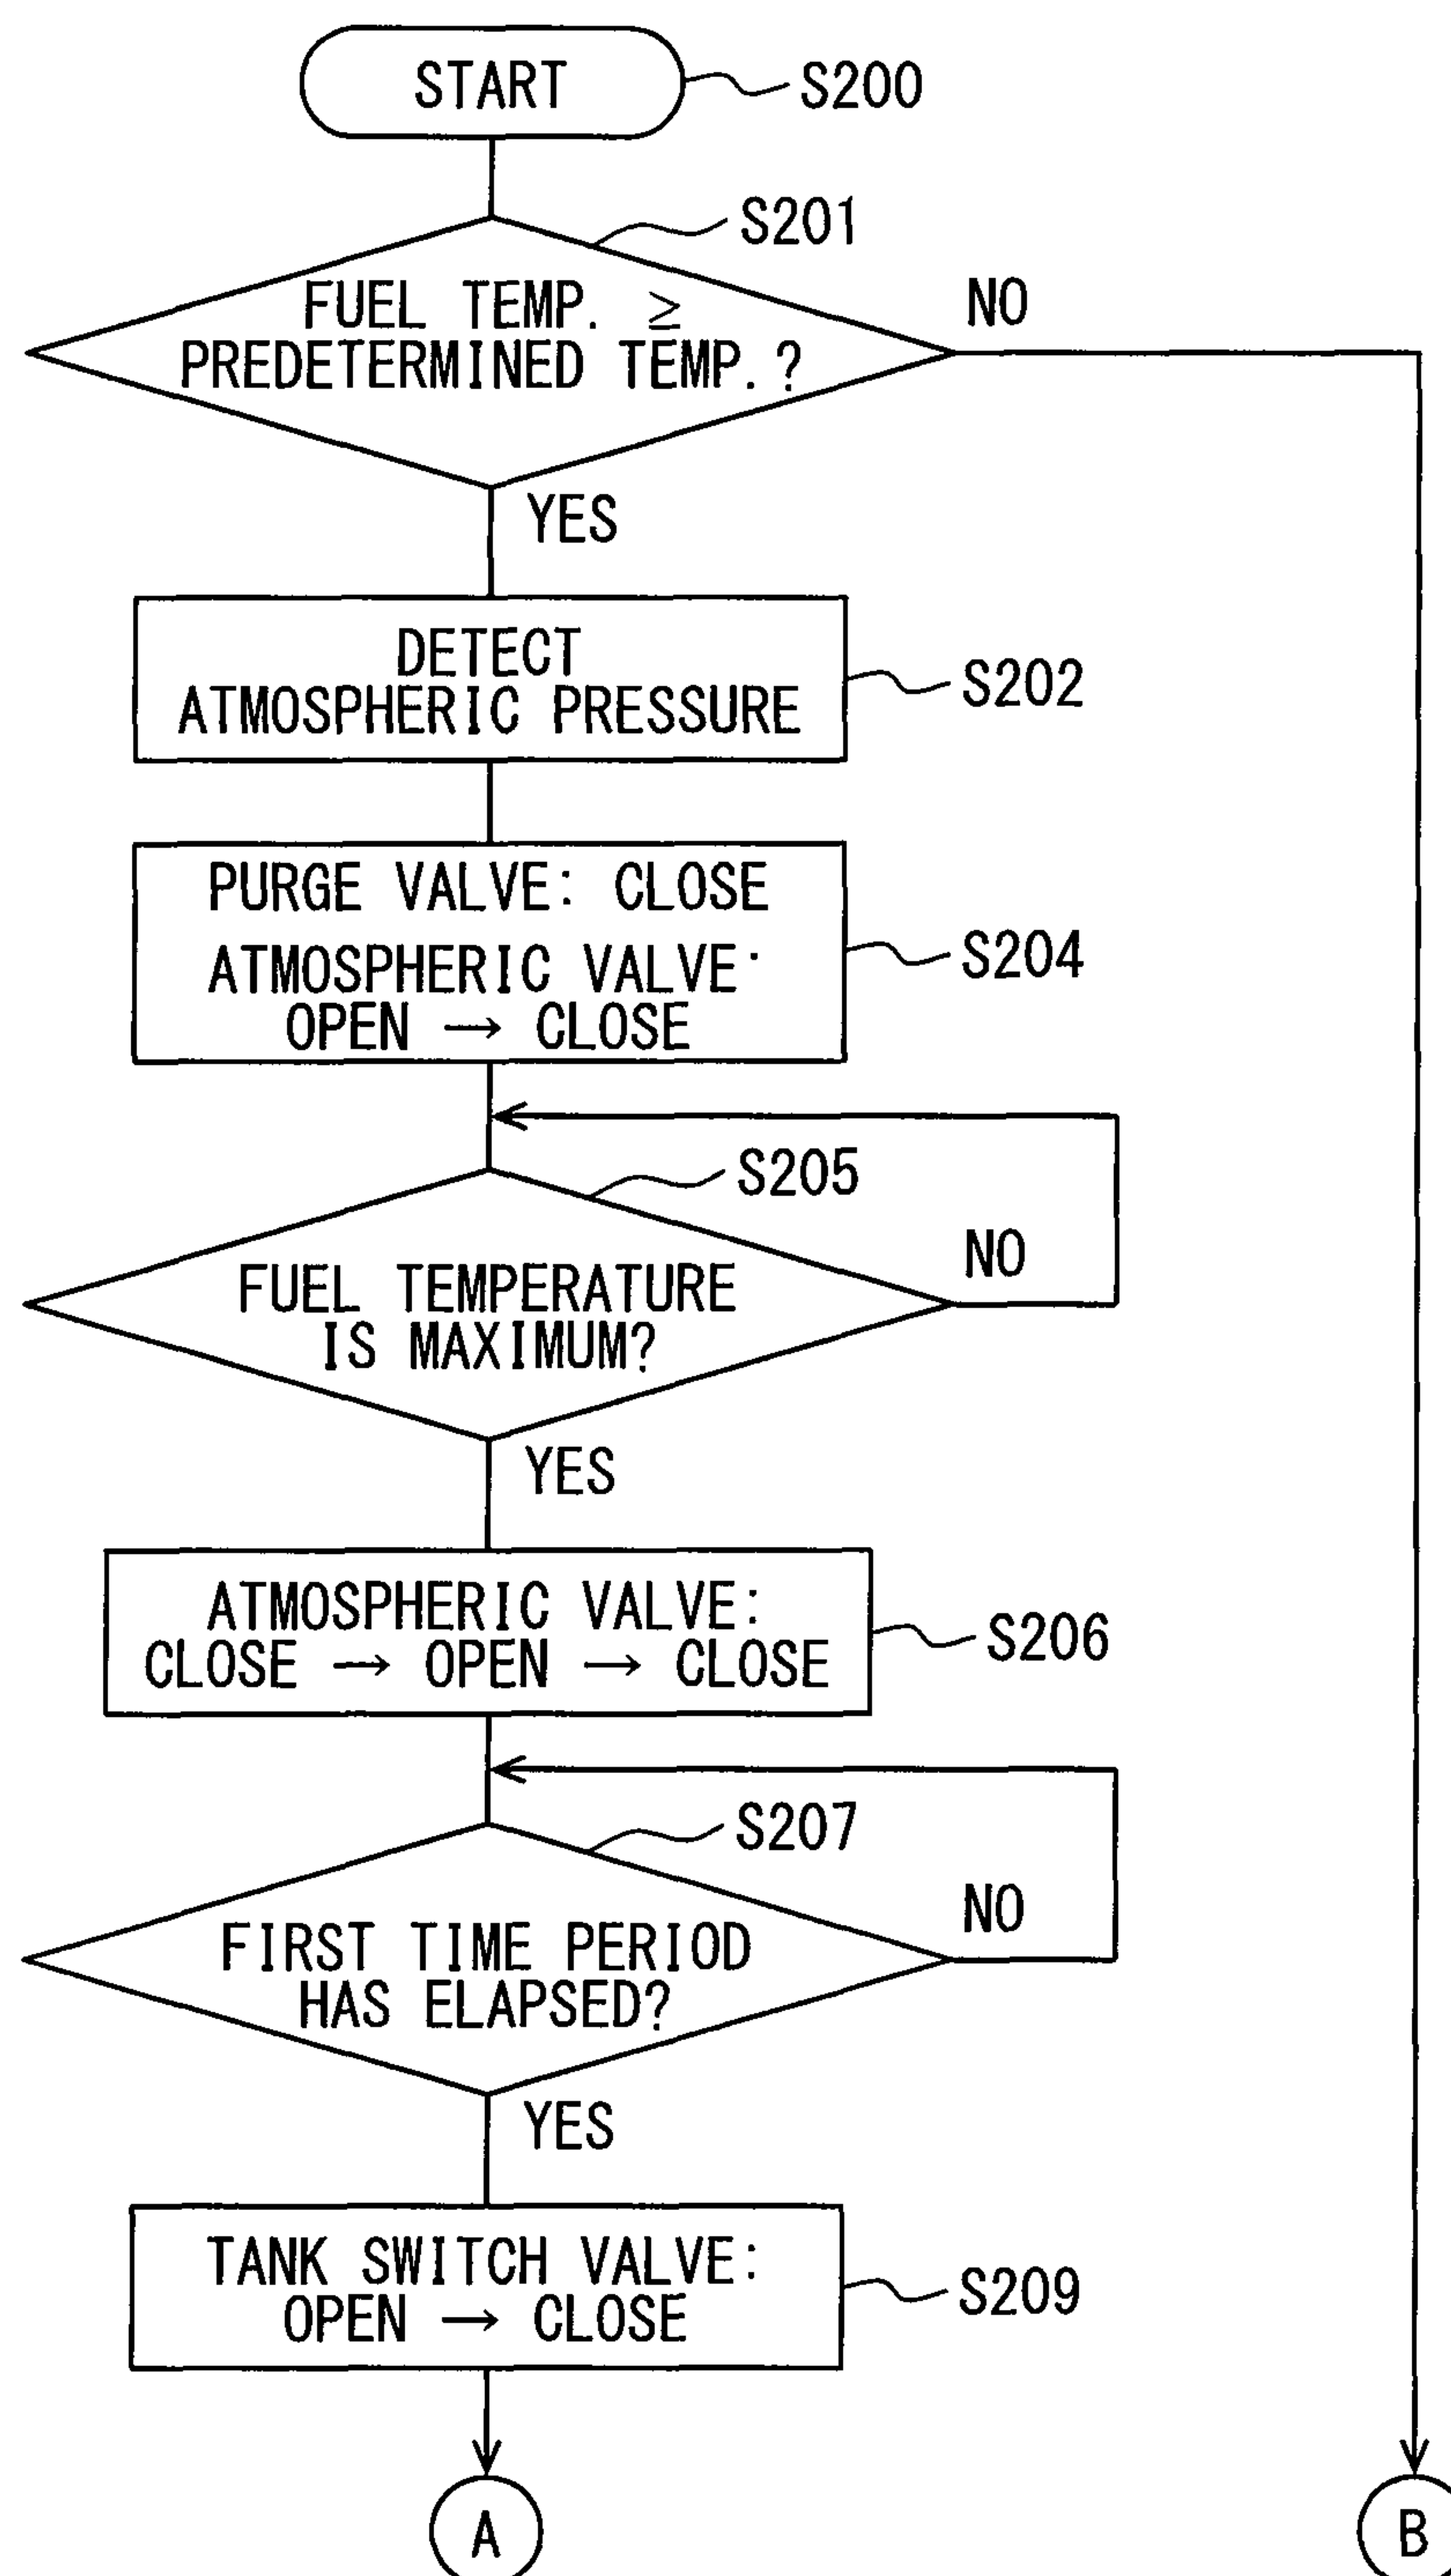 START
S200
S201
FUEL TEMP. ≥
PREDETERMINED TEMP.?
NO
YES
DETECT
ATMOSPHERIC PRESSURE
S202
PURGE VALVE: CLOSE
ATMOSPHERIC VALVE:
OPEN → CLOSE
S204
S205
FUEL TEMPERATURE
IS MAXIMUM?
NO
YES
ATMOSPHERIC VALVE:
CLOSE → OPEN → CLOSE
S206
S207
FIRST TIME PERIOD
HAS ELAPSED?
NO
YES
TANK SWITCH VALVE:
OPEN → CLOSE
S209
A
B